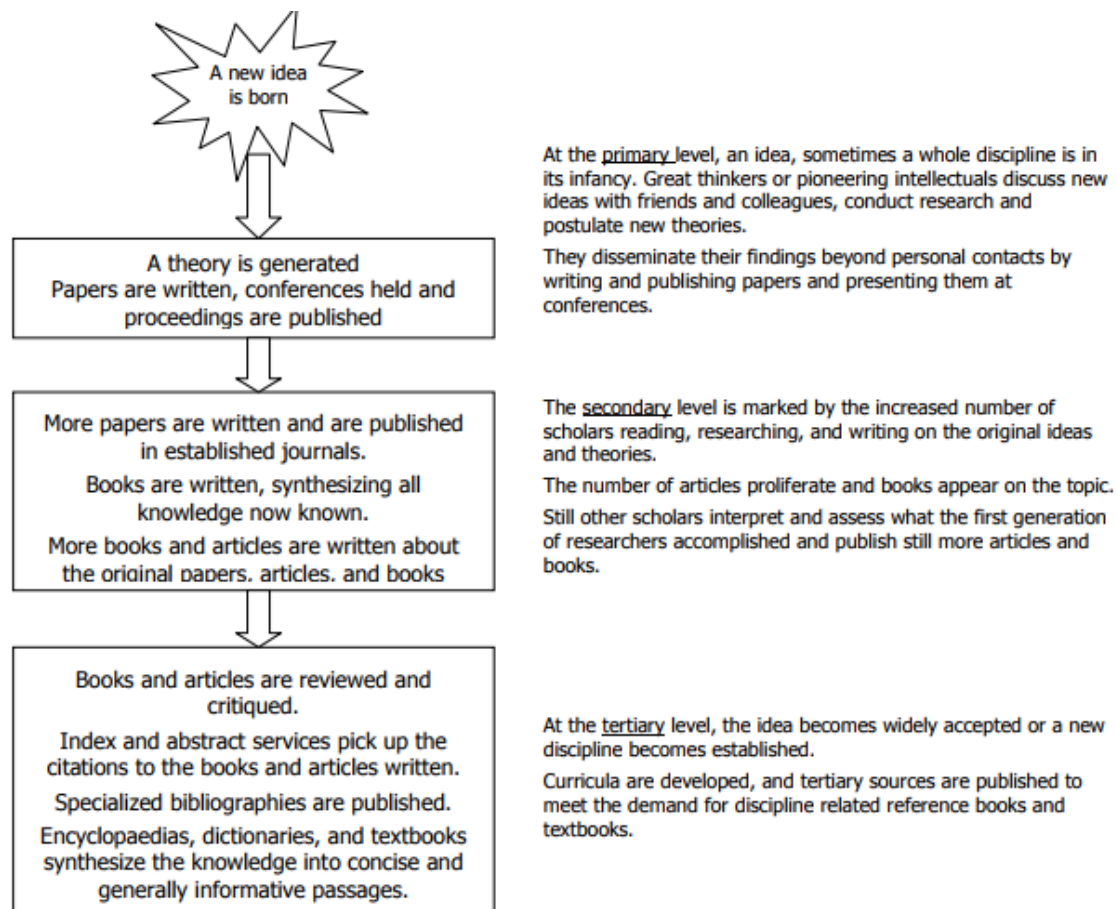 A new idea
is born
At the primary level, an idea, sometimes a whole discipline is in
its infancy. Great thinkers or pioneering intellectuals discuss new
ideas with friends and colleagues, conduct research and
postulate new theories.
They disseminate their findings beyond personal contacts by
writing and publishing papers and presenting them at
conferences.
A theory is generated
Papers are written, conferences held and
proceedings are published
More papers are written and are published
in established journals.
Books are written, synthesizing all
knowledge now known.
More books and articles are written about
the original papers, articles, and books
The secondary level is marked by the increased number of
scholars reading, researching, and writing on the original ideas
and theories.
The number of articles proliferate and books appear on the topic.
Still other scholars interpret and assess what the first generation
of researchers accomplished and publish still more articles and
books.
Books and articles are reviewed and
critiqued.
Index and abstract services pick up the
citations to the books and articles written.
Specialized bibliographies are published.
Encyclopaedias, dictionaries, and textbooks
synthesize the knowledge into concise and
generally informative passages.
At the tertiary level, the idea becomes widely accepted or a new
discipline becomes established.
Curricula are developed, and tertiary sources are published to
meet the demand for discipline related reference books and
textbooks.